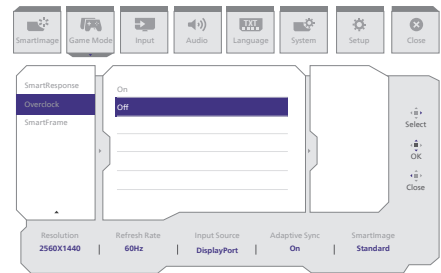 SmartImage
Game Mode
Input
Audio
TXT
Language
System
Setup
Close
SmartResponse
Overclock
SmartFrame
On
Off
Select
OK
Close
Resolution
2560X1440
Refresh Rate
60Hz
Input Source
DisplayPort
Adaptive Sync
On
SmartImage
Standard